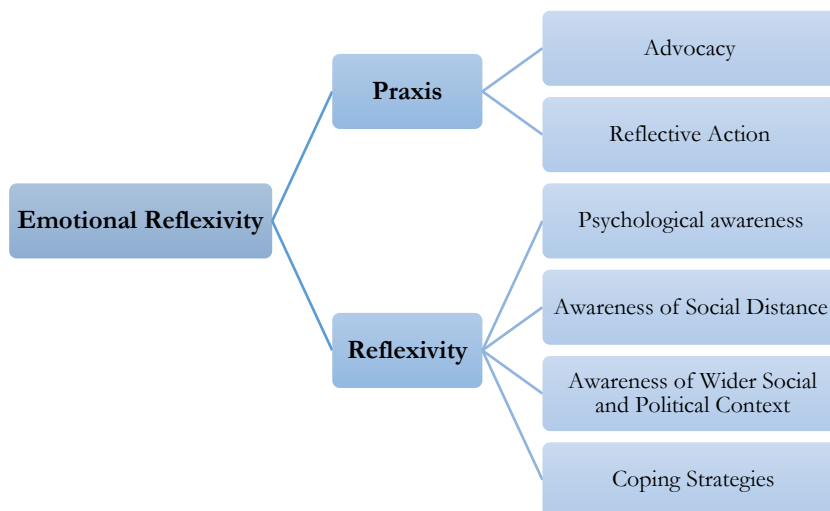 Emotional Reflexivity
Praxis
Advocacy
Reflective Action
Reflexivity
Psychological awareness
Awareness of Social Distance
Awareness of Wider Social
and Political Context
Coping Strategies